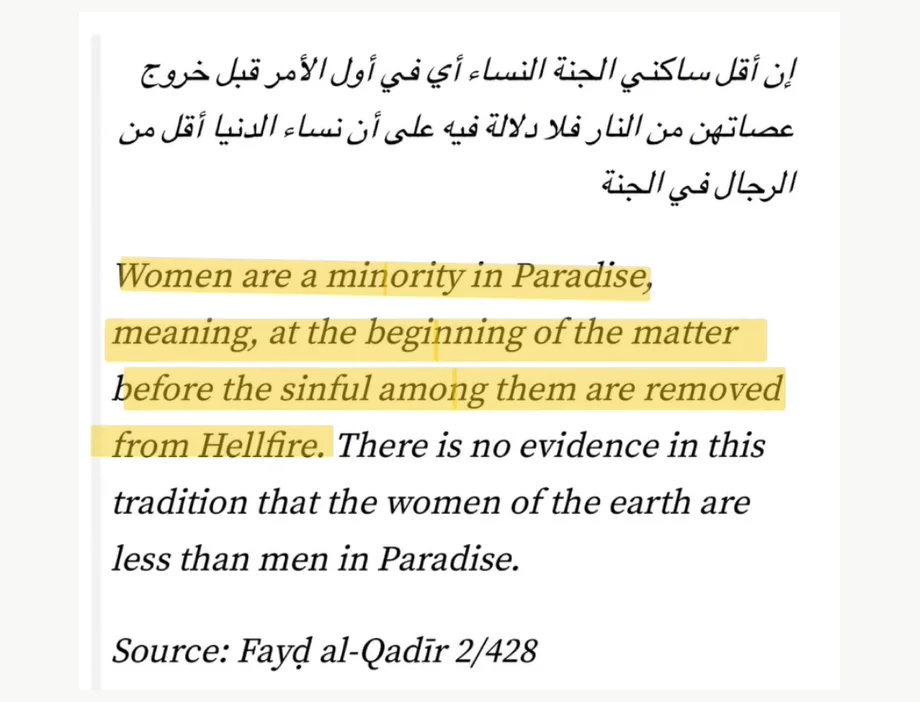 إن أقل ساكني الجنة النساء أي في أول الأمر قبل خروج
عصاتهن من النار فلا دلالة فيه على أن نساء الدنيا أقل من
الرجال في الجنة
Women are a minority in Paradise,
meaning, at the beginning of the matter
before the sinful among them are removed
from Hellfire. There is no evidence in this
tradition that the women of the earth are
less than men in Paradise.
Source: Fayḍ al-Qadīr 2/428